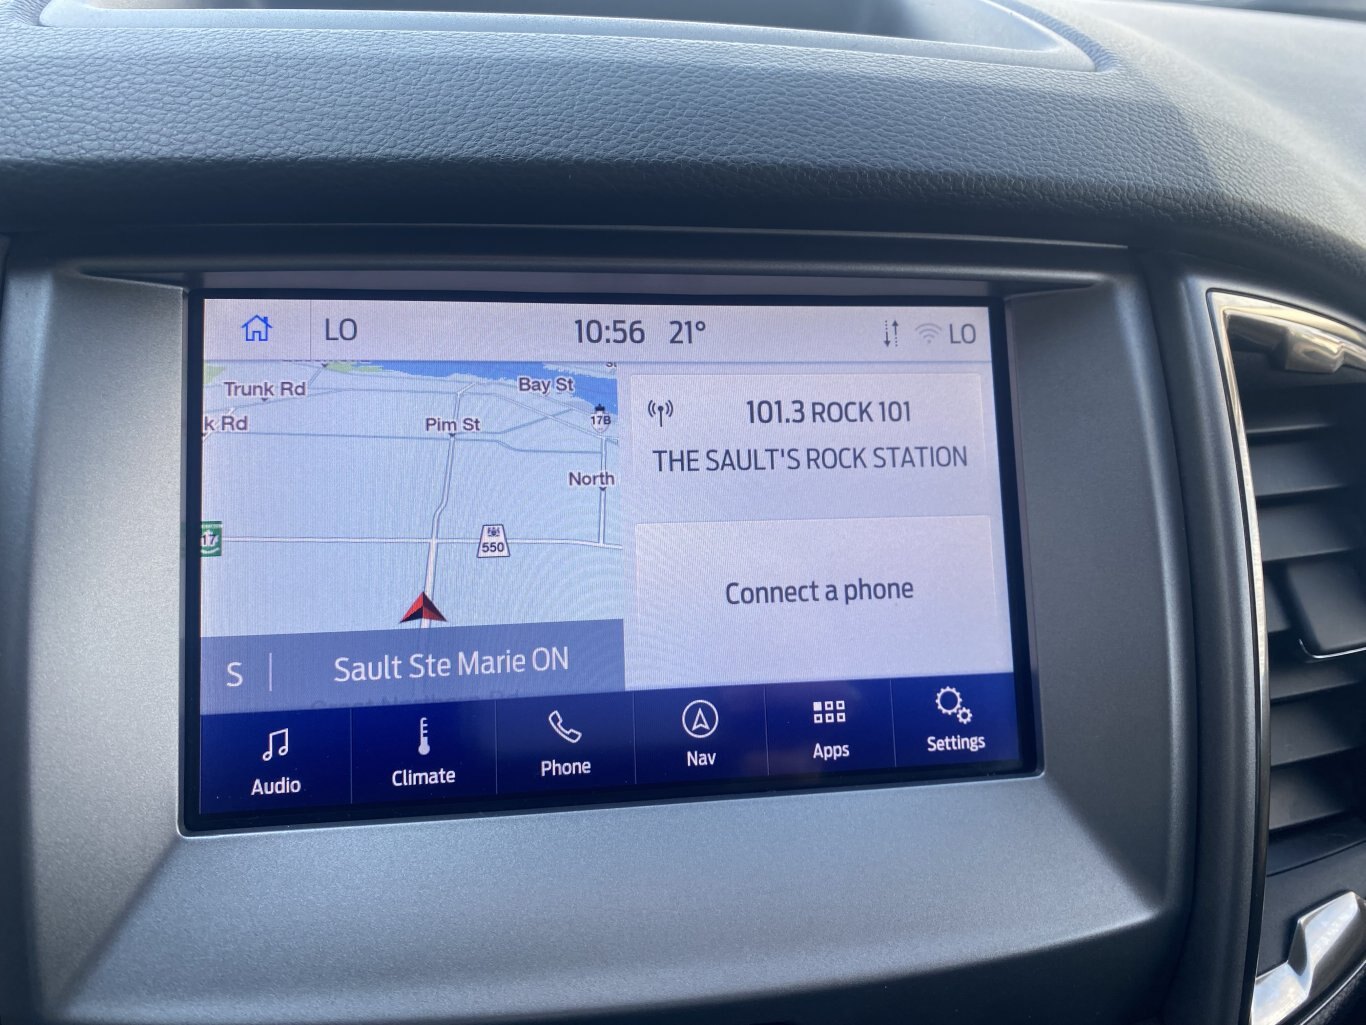 LO 10:56 21° LO
Trunk Rd
Bay St
k Rd
Pim St
17B
North
17
550
S Sault Ste Marie ON
101.3 ROCK 101
THE SAULT'S ROCK STATION
Connect a phone
Audio Climate Phone Nav Apps Settings